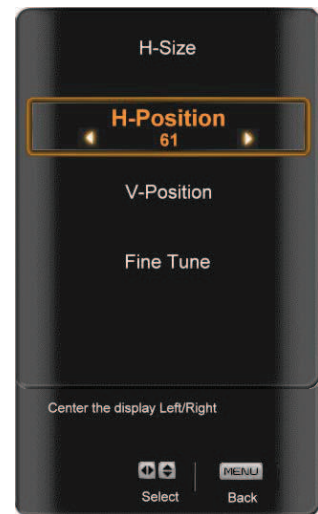 H-Size
H-Position
61
V-Position
Fine Tune
Center the display Left/Right
MENU
Select
Back